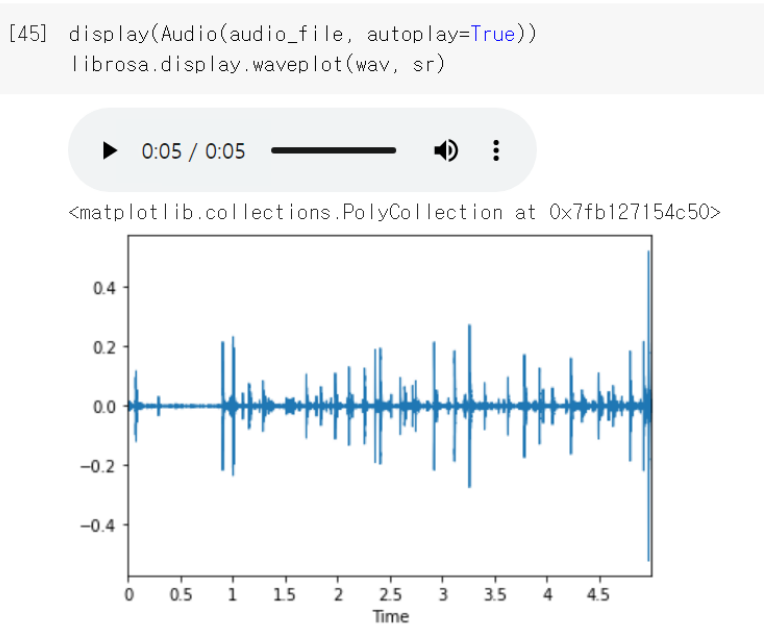 [45] display(Audio(audio_file, autoplay=True))
librosa.display.waveplot(wav, sr)
0:05 / 0:05
<matplotlib.collections.PolyCollection at 0x7fb127154c50>
0.4
0.2
0.0
−0.2
−0.4
0 0.5 1 1.5 2 2.5 3 3.5 4 4.5
Time